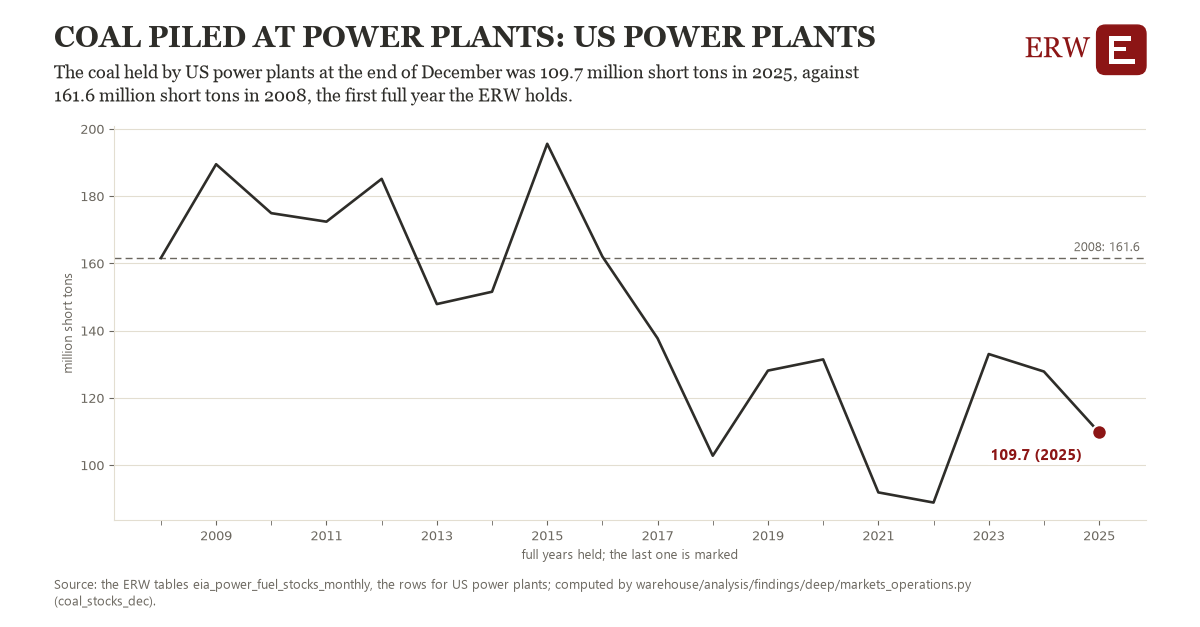 COAL PILED AT POWER PLANTS: US POWER PLANTS
ERW E
The coal held by US power plants at the end of December was 109.7 million short tons in 2025, against
161.6 million short tons in 2008, the first full year the ERW holds.
200
180
160
140
120
100
million short tons
2008: 161.6
109.7 (2025)
2009 2011 2013 2015 2017 2019 2021 2023 2025
full years held; the last one is marked
Source: the ERW tables eia_power_fuel_stocks_monthly, the rows for US power plants; computed by warehouse/analysis/findings/deep/markets_operations.py
(coal_stocks_dec).